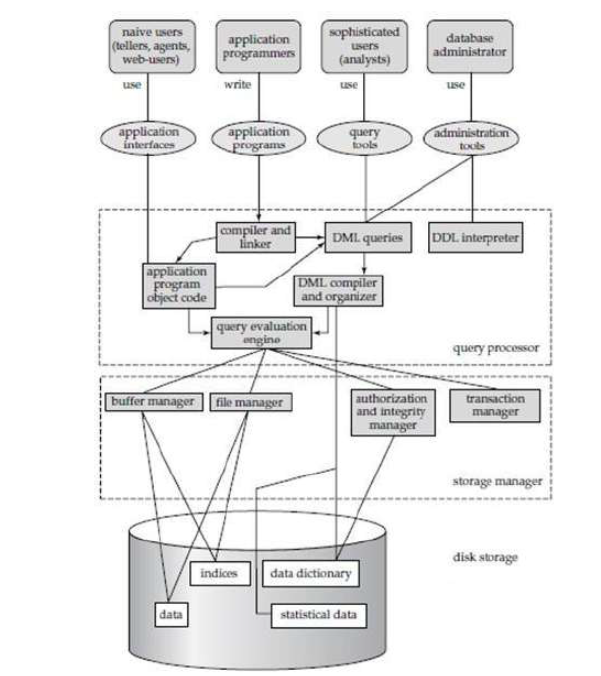 naive users
(tellers, agents,
web-users)
application
programmers
sophisticated
users
(analysts)
database
administrator
use
write
use
use
application
interfaces
application
programs
query
tools
administration
tools
compiler and
linker
DML queries
DDL interpreter
application
program
object code
DML compiler
and organizer
query evaluation
engine
query processor
buffer manager
file manager
authorization
and integrity
manager
transaction
manager
storage manager
disk storage
indices
data dictionary
data
statistical data